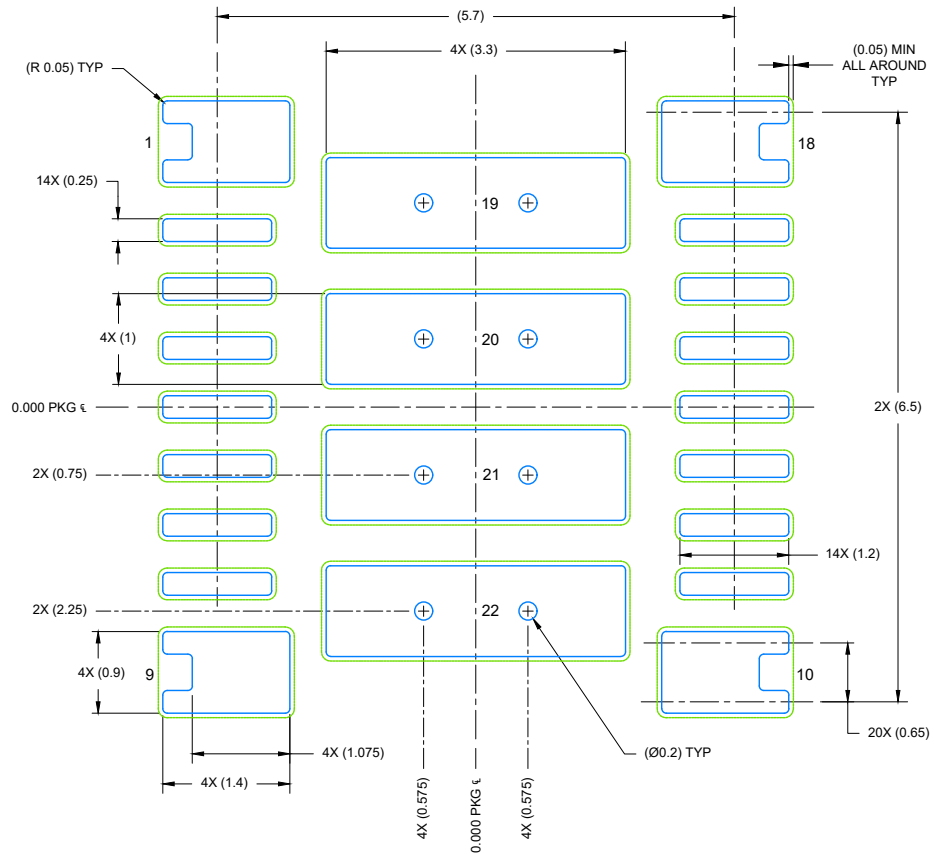 (5.7)
4X (3.3)
(0.05) MIN
ALL AROUND
TYP
(R 0.05) TYP
1
18
14X (0.25)
19
4X (1)
20
0.000 PKG ℄
2X (6.5)
2X (0.75)
21
14X (1.2)
2X (2.25)
22
4X (0.9)
9
10
20X (0.65)
4X (1.075)
(Ø0.2) TYP
4X (1.4)
4X (0.575)
0.000 PKG ℄
4X (0.575)